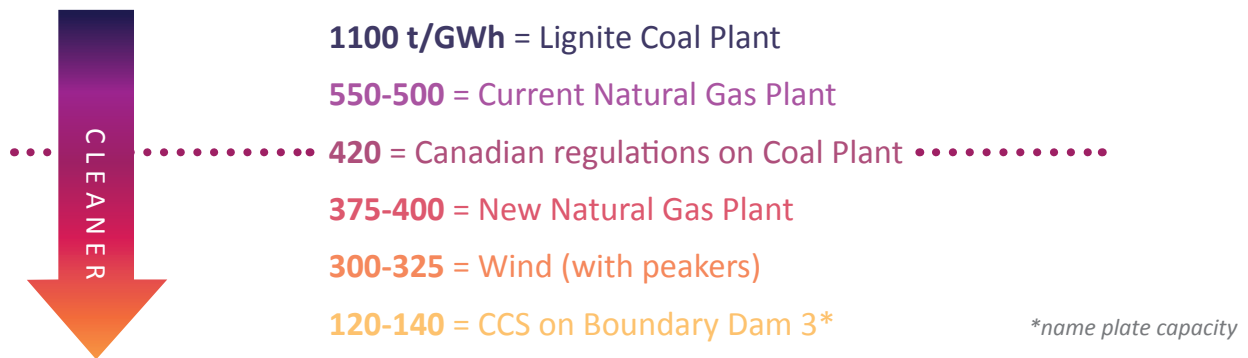 1100 t/GWh = Lignite Coal Plant
550-500 = Current Natural Gas Plant
420 = Canadian regulations on Coal Plant
375-400 = New Natural Gas Plant
300-325 = Wind (with peakers)
120-140 = CCS on Boundary Dam 3*
*name plate capacity
CLEANER